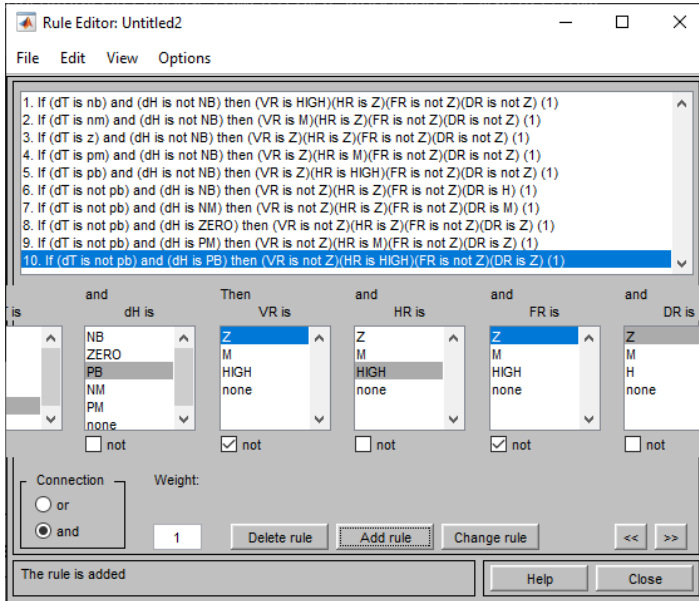 Rule Editor: Untitled2
File Edit View Options
1. If (dT is nb) and (dH is not NB) then (VR is HIGH)(HR is Z)(FR is not Z)(DR is not Z) (1)
2. If (dT is nm) and (dH is not NB) then (VR is M)(HR is Z)(FR is not Z)(DR is not Z) (1)
3. If (dT is z) and (dH is not NB) then (VR is Z)(HR is Z)(FR is not Z)(DR is not Z) (1)
4. If (dT is pm) and (dH is not NB) then (VR is Z)(HR is M)(FR is not Z)(DR is not Z) (1)
5. If (dT is pb) and (dH is not NB) then (VR is Z)(HR is HIGH)(FR is not Z)(DR is not Z) (1)
6. If (dT is not pb) and (dH is NB) then (VR is not Z)(HR is Z)(FR is not Z)(DR is H) (1)
7. If (dT is not pb) and (dH is NM) then (VR is not Z)(HR is Z)(FR is not Z)(DR is M) (1)
8. If (dT is not pb) and (dH is ZERO) then (VR is not Z)(HR is Z)(FR is not Z)(DR is Z) (1)
9. If (dT is not pb) and (dH is PM) then (VR is not Z)(HR is M)(FR is not Z)(DR is Z) (1)
10. If (dT is not pb) and (dH is PB) then (VR is not Z)(HR is HIGH)(FR is not Z)(DR is Z) (1)
and Then and and and
is dH is VR is HR is FR is DR is
NB Z Z Z Z
ZERO M M M M
PB HIGH HIGH HIGH H
NM none none none none
PM
none
not not not not not
Connection Weight:
or
and 1 Delete rule Add rule Change rule << >>
The rule is added Help Close